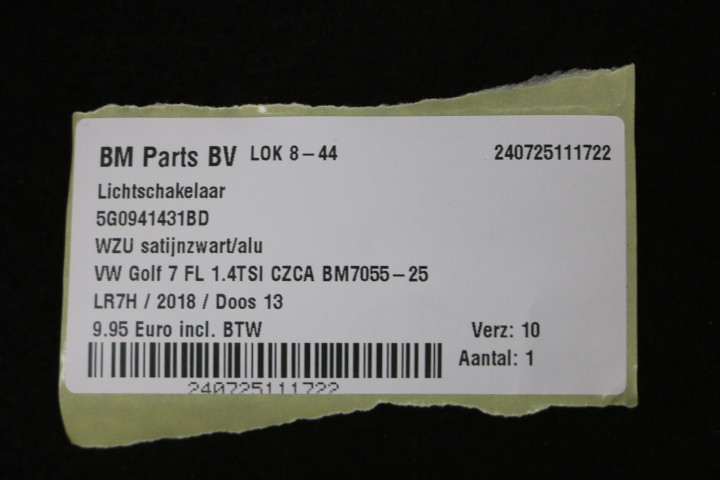 BM Parts BV LOK 8-44 240725111722
Lichtschakelaar
5G0941431BD
WZU satijnzwart/alu
VW Golf 7 FL 1.4TSI CZCA BM7055-25
LR7H / 2018 / Doos 13
9.95 Euro incl. BTW Verz: 10
Aantal: 1
240725111722